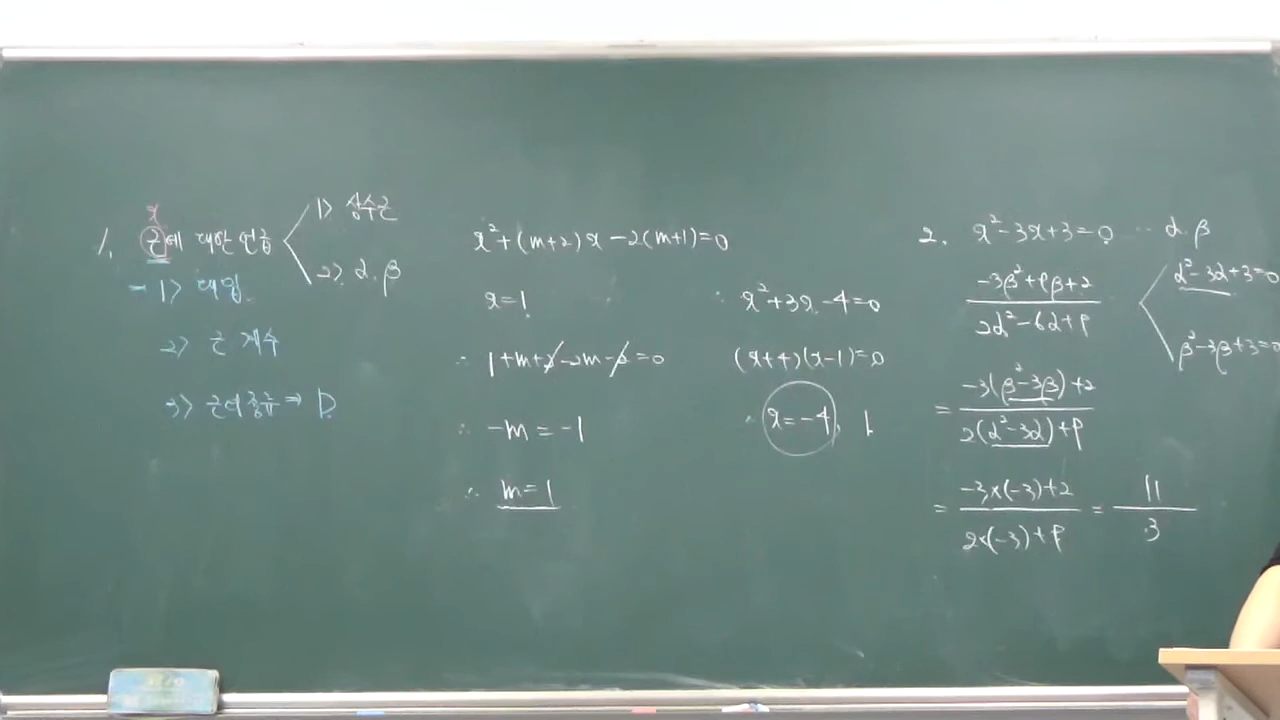 x
1. 근에 대한 연급
1> 상수근
2> α, β
-1> 대입
2> 근 계수
3> 근의 종류 → D
x²+(m+2)x-2(m+1)=0
x=1
∴ 1+m+2-2m-2=0
∴ -m=-1
∴ m=1
∴ x²+3x-4=0
(x+4)(x-1)=0
∴ x=-4, 1
2. x²-3x+3=0 … α, β
-3β²+9β+2
2α²-6α+9
α²-3α+3=0
β²-3β+3=0
= -3(β²-3β)+2
2(α²-3α)+9
= -3×(-3)+2
2×(-3)+9
= 11
3